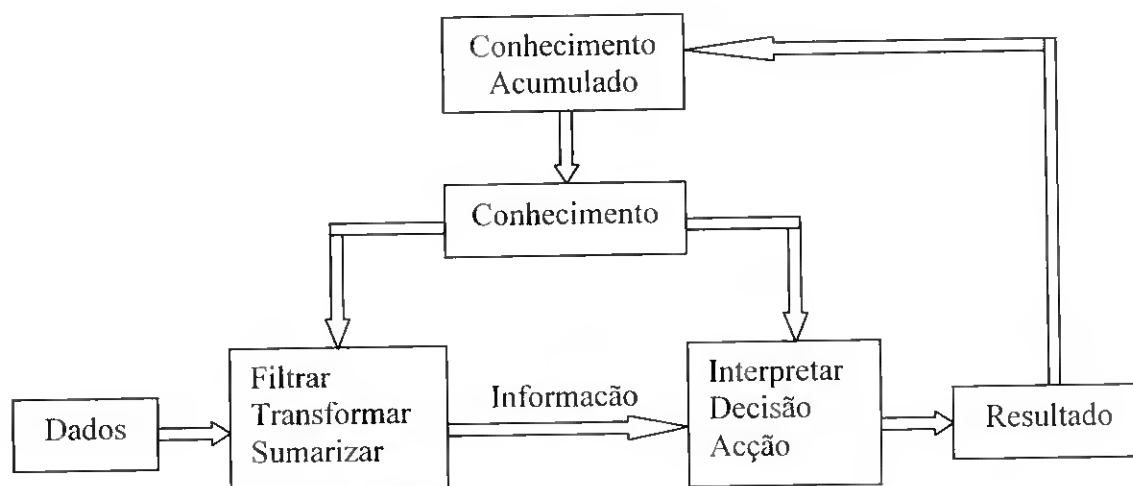 Conhecimento
Acumulado
Conhecimento
Filtrar
Transformar
Sumarizar
Informacão
Interpretar
Decisão
Acção
Dados
Resultado